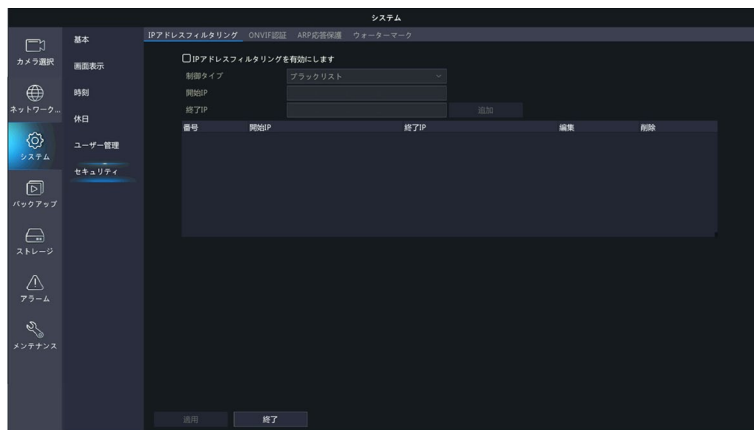 システム
カメラ選択
ネットワーク...
システム
バックアップ
ストレージ
アラーム
メンテナンス
基本
画面表示
時刻
休日
ユーザー管理
セキュリティ
IPアドレスフィルタリング ONVIF認証 ARP応答保護 ウォーターマーク
IPアドレスフィルタリングを有効にします
制御タイプ ブラックリスト
開始IP
終了IP 追加
番号 開始IP 終了IP 編集 削除
適用 終了